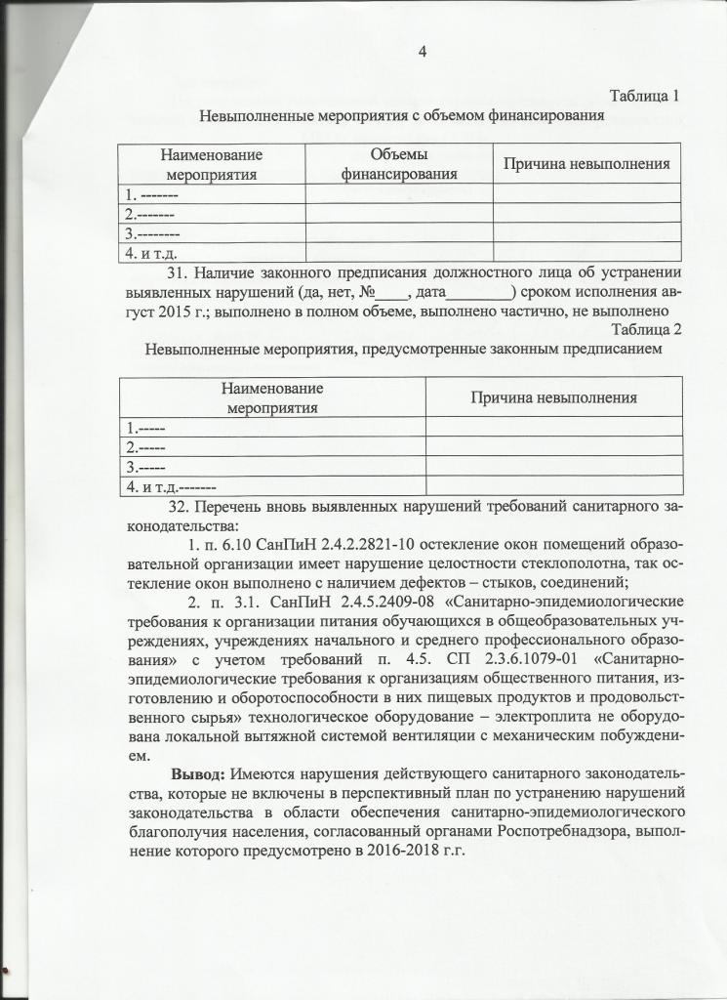 4
Таблица 1
Невыполненные мероприятия с объемом финансирования
Наименование мероприятия
Объемы финансирования
Причина невыполнения
1. -------
2.-------
3.--------
4. и т.д.
31. Наличие законного предписания должностного лица об устранении
выявленных нарушений (да, нет, №____, дата________) сроком исполнения ав-
густ 2015 г.; выполнено в полном объеме, выполнено частично, не выполнено
Таблица 2
Невыполненные мероприятия, предусмотренные законным предписанием
Наименование мероприятия
Причина невыполнения
1.-----
2.-----
3.-----
4. и т.д.-------
32. Перечень вновь выявленных нарушений требований санитарного за-
конодательства:
1. п. 6.10 СанПиН 2.4.2.2821-10 остекление окон помещений образо-
вательной организации имеет нарушение целостности стеклополотна, так ос-
текление окон выполнено с наличием дефектов – стыков, соединений;
2. п. 3.1. СанПиН 2.4.5.2409-08 «Санитарно-эпидемиологические
требования к организации питания обучающихся в общеобразовательных уч-
реждениях, учреждениях начального и среднего профессионального образо-
вания» с учетом требований п. 4.5. СП 2.3.6.1079-01 «Санитарно-
эпидемиологические требования к организациям общественного питания, из-
готовлению и оборотоспособности в них пищевых продуктов и продовольст-
венного сырья» технологическое оборудование – электроплита не оборудо-
вана локальной вытяжной системой вентиляции с механическим побуждени-
ем.
Вывод: Имеются нарушения действующего санитарного законодатель-
ства, которые не включены в перспективный план по устранению нарушений
законодательства в области обеспечения санитарно-эпидемиологического
благополучия населения, согласованный органами Роспотребнадзора, выпол-
нение которого предусмотрено в 2016-2018 г.г.